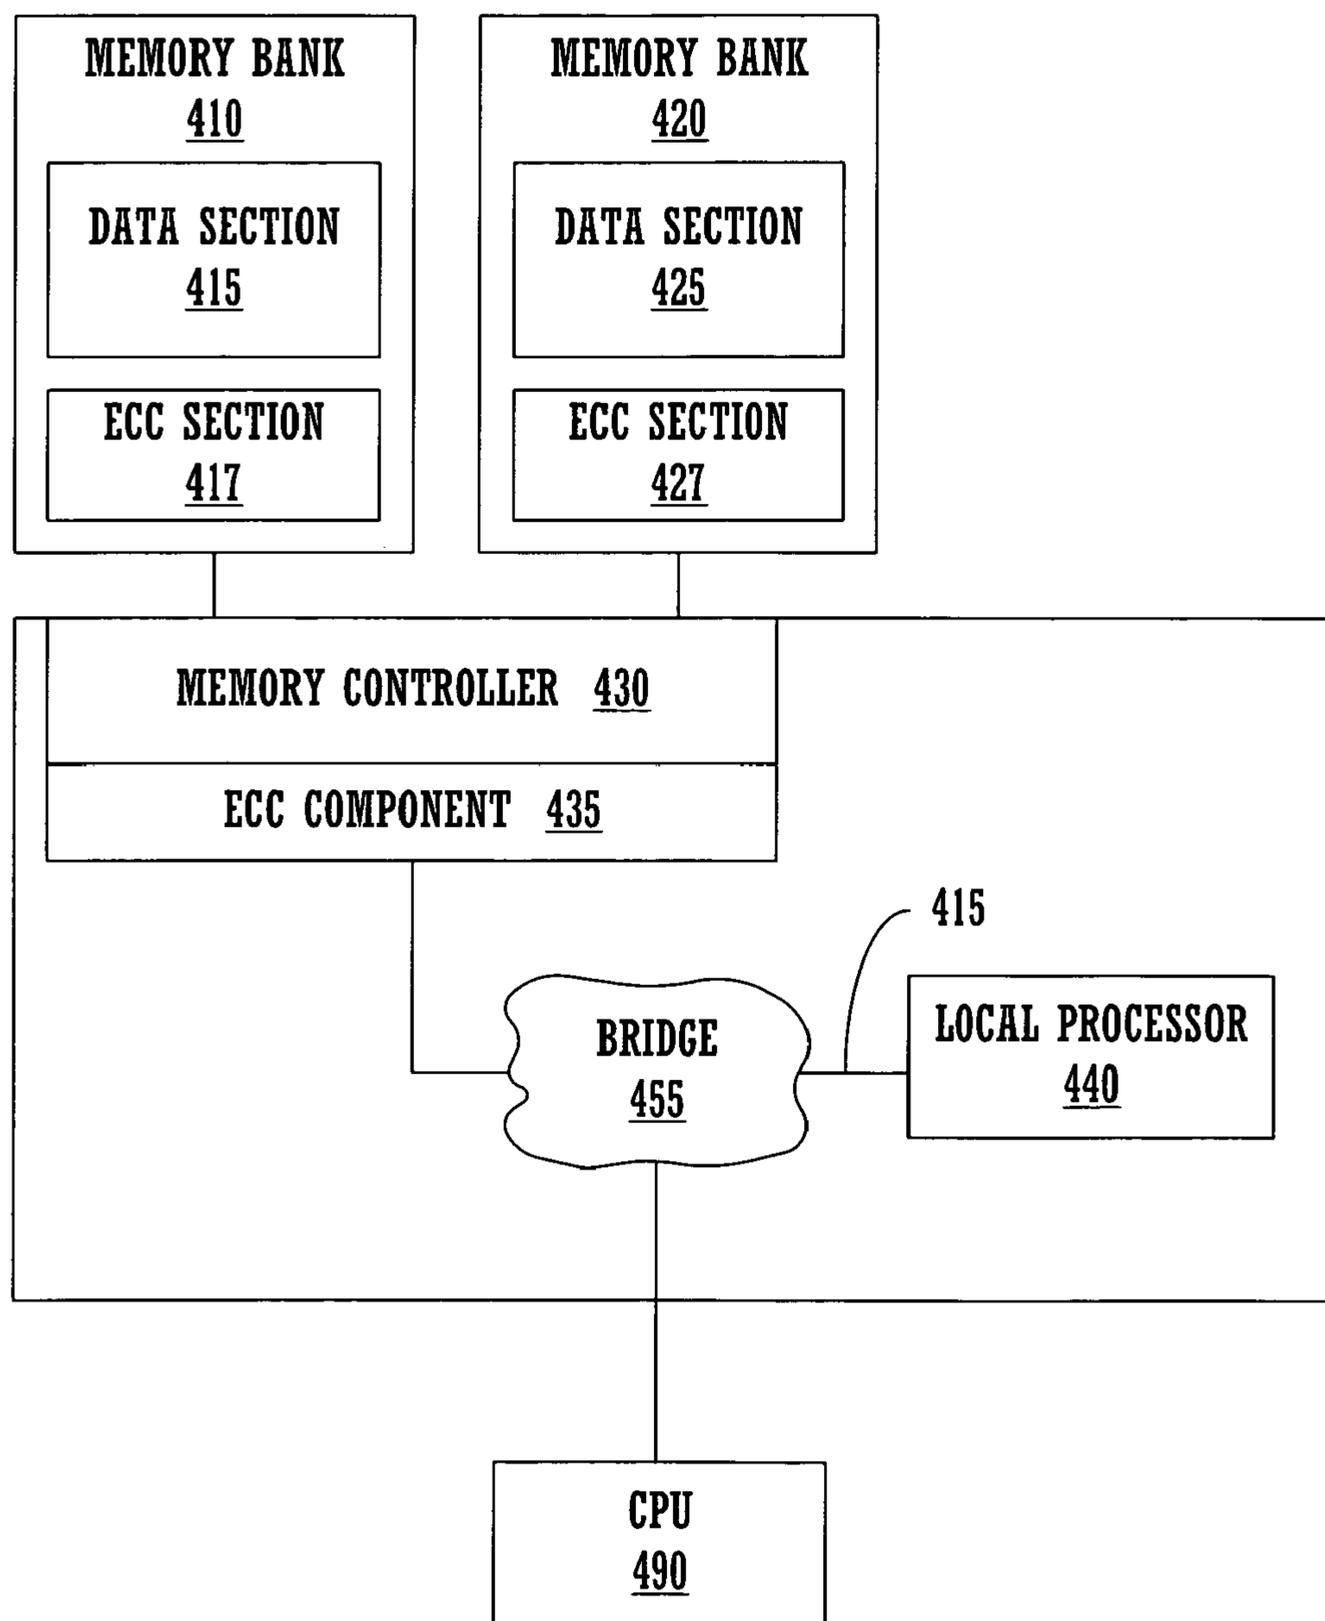 MEMORY BANK
410
DATA SECTION
415
ECC SECTION
417
MEMORY BANK
420
DATA SECTION
425
ECC SECTION
427
MEMORY CONTROLLER 430
ECC COMPONENT 435
415
BRIDGE
455
LOCAL PROCESSOR
440
CPU
490